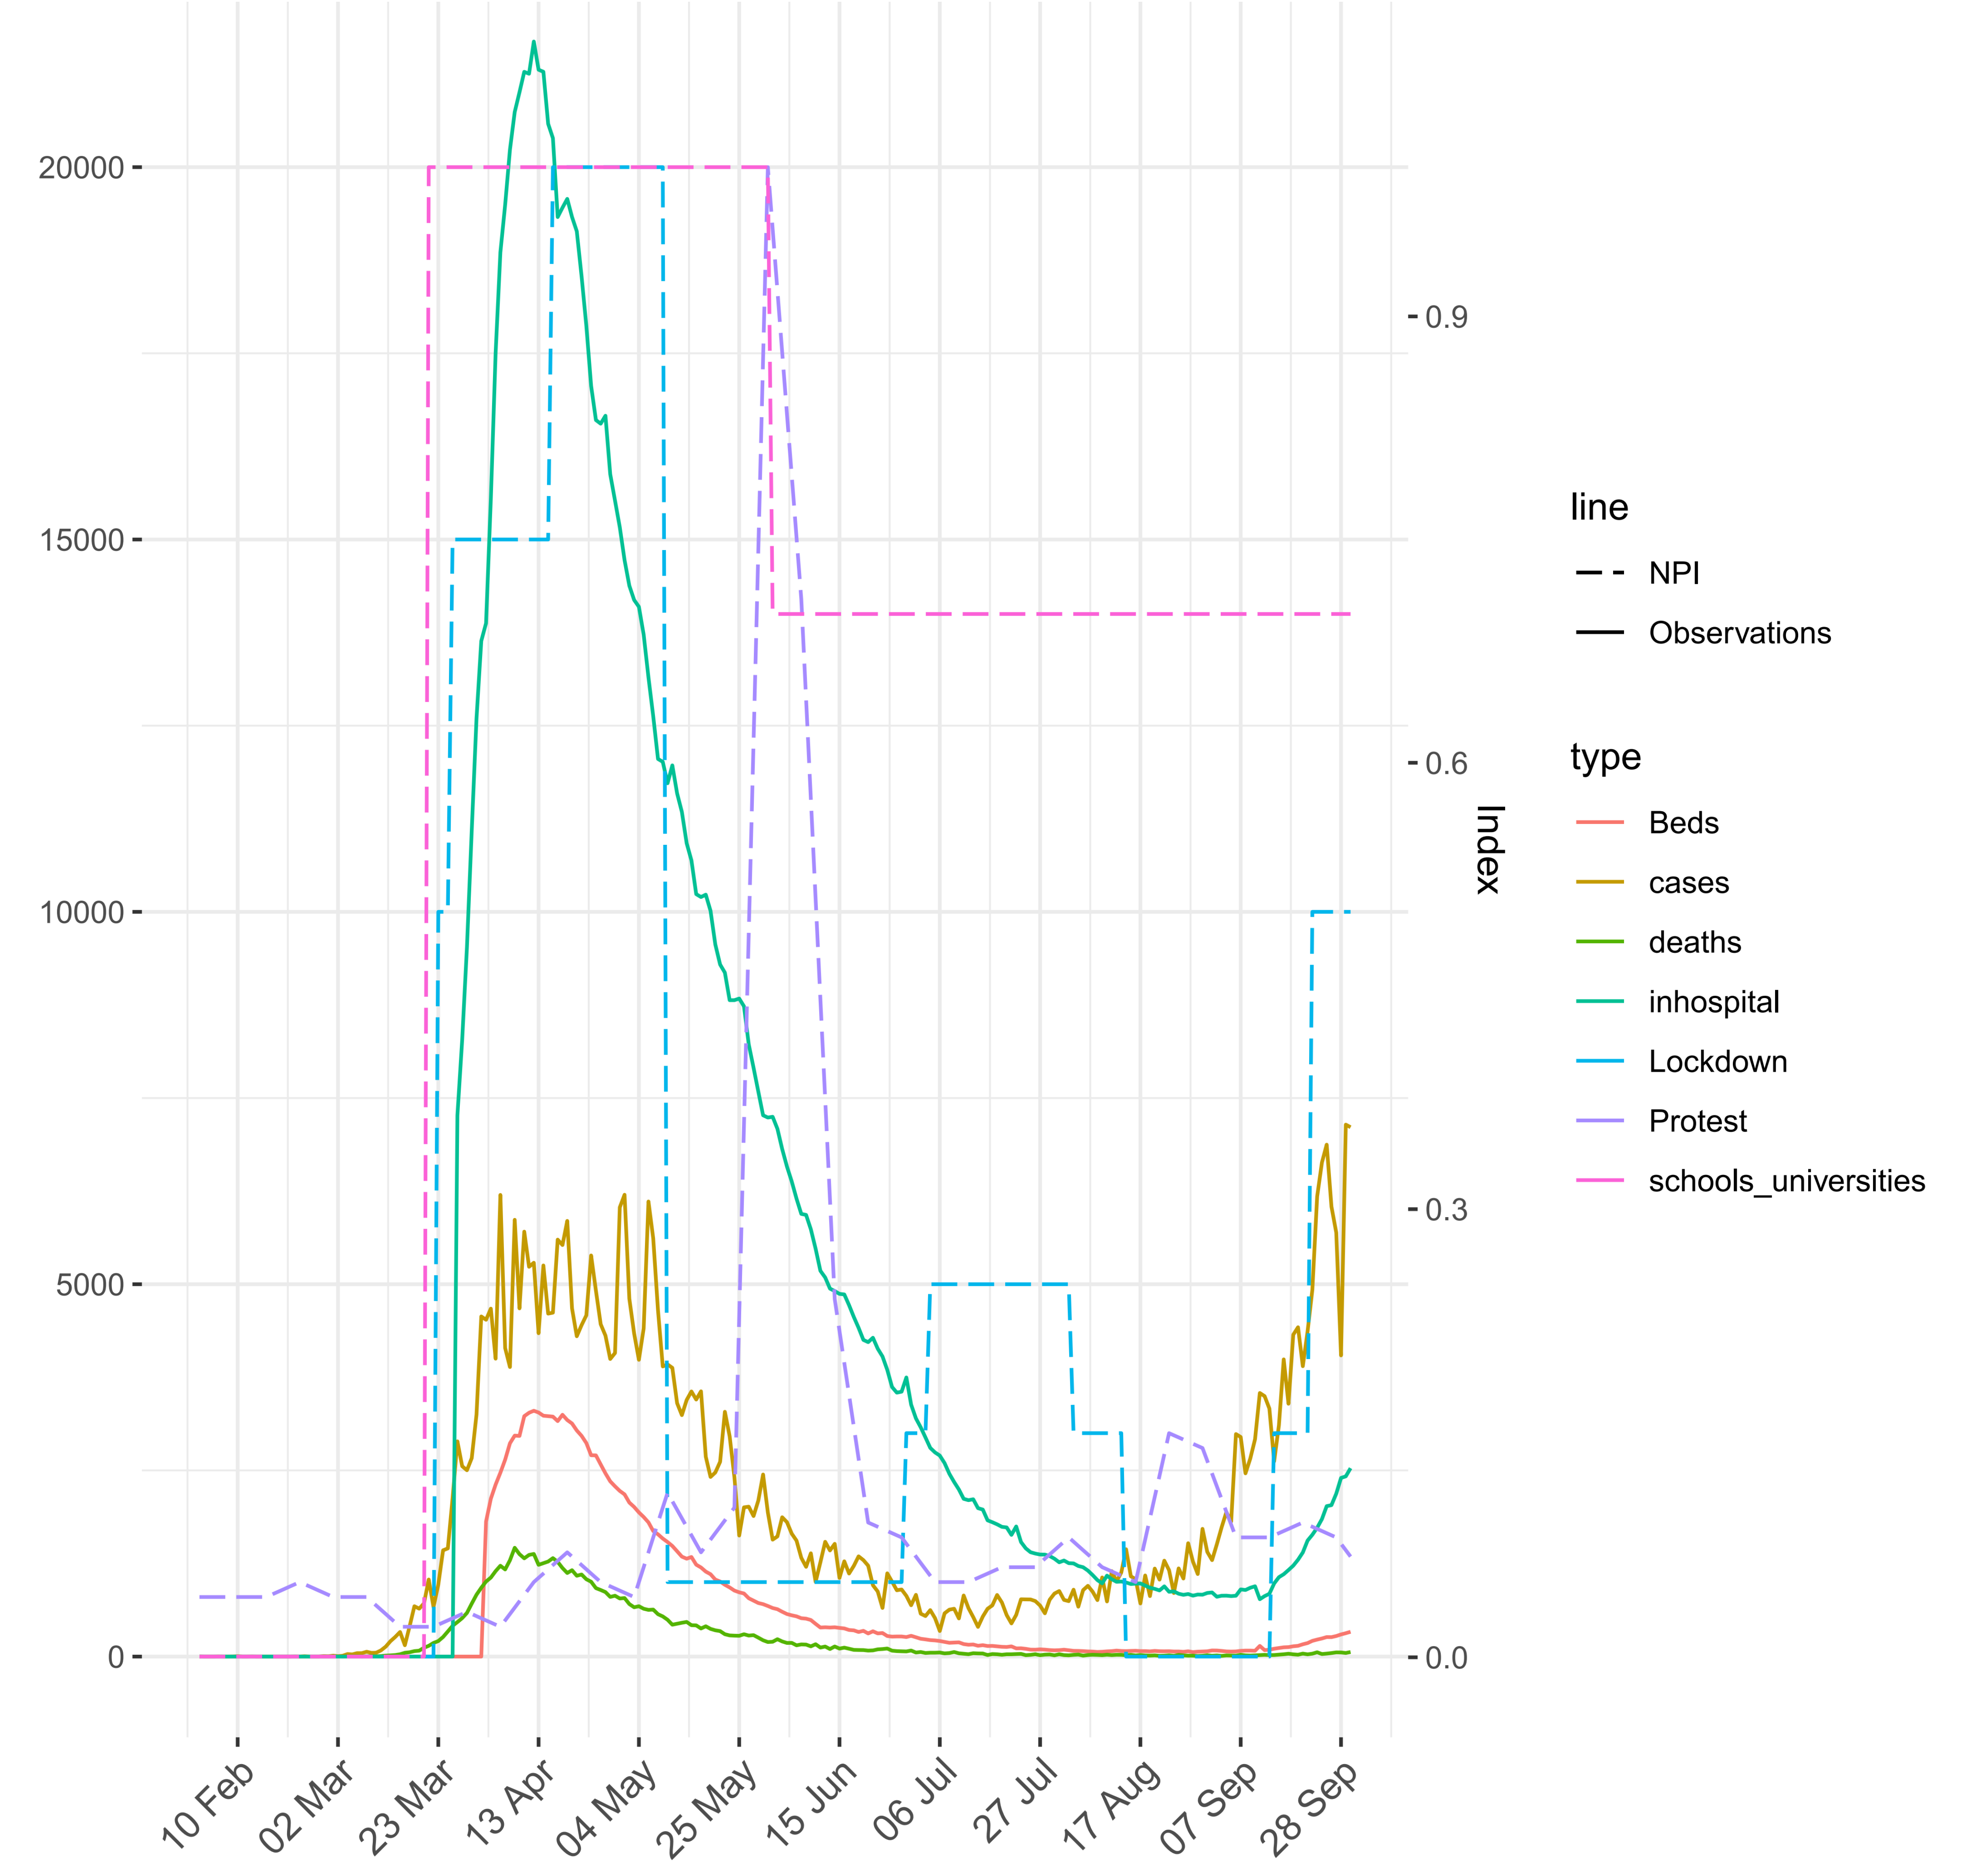 20000
15000
10000
5000
0
0.9
0.6
0.3
0.0
Index
10 Feb
02 Mar
23 Mar
13 Apr
04 May
25 May
15 Jun
06 Jul
27 Jul
17 Aug
07 Sep
28 Sep
line
NPI
Observations
type
Beds
cases
deaths
inhospital
Lockdown
Protest
schools_universities